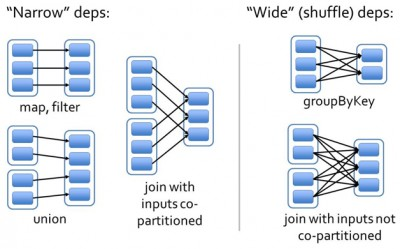 "Narrow" deps:
map, filter
union
join with
inputs co-
partitioned
"Wide" (shuffle) deps:
groupByKey
join with inputs not
co-partitioned